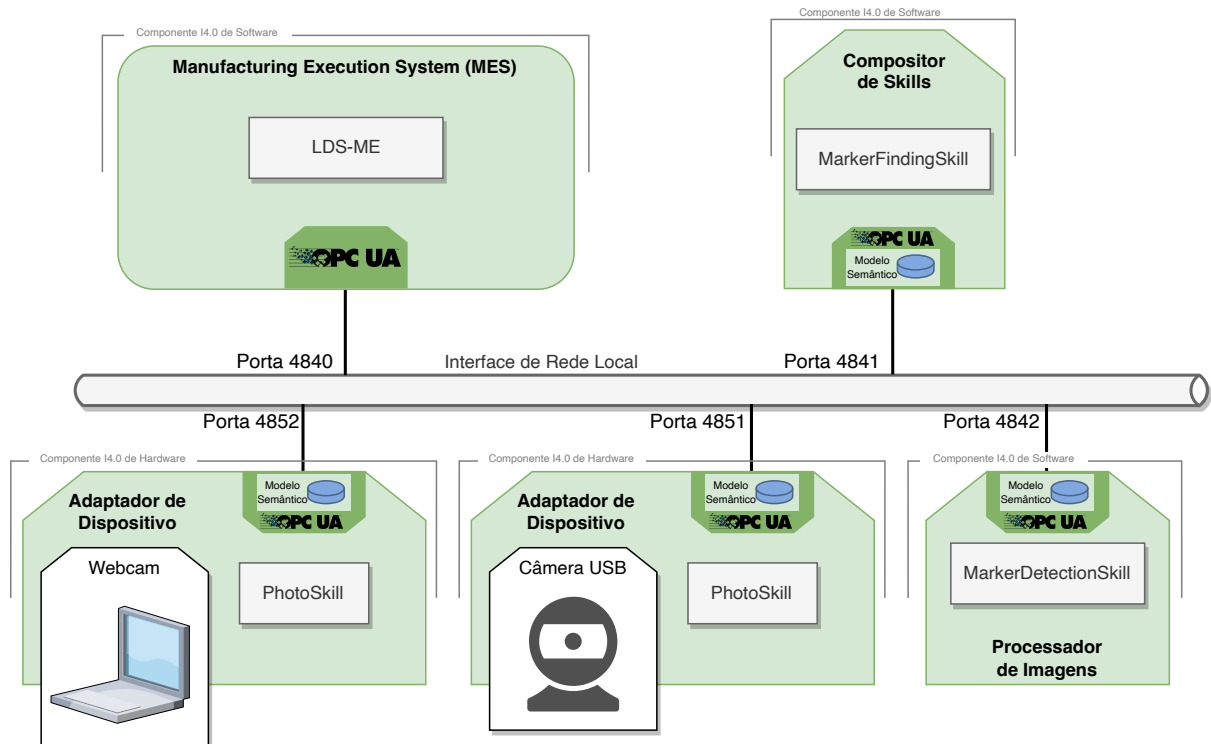 Componente I4.0 de Software
Manufacturing Execution System (MES)
LDS-ME
OPC UA
Componente I4.0 de Software
Compositor
de Skills
MarkerFindingSkill
OPC UA
Modelo
Semântico
Porta 4840
Interface de Rede Local
Porta 4841
Porta 4852
Porta 4851
Porta 4842
Componente I4.0 de Hardware
Adaptador de
Dispositivo
Modelo
Semântico
OPC UA
Webcam
PhotoSkill
Componente I4.0 de Hardware
Adaptador de
Dispositivo
Modelo
Semântico
OPC UA
Câmera USB
PhotoSkill
Componente I4.0 de Software
Modelo
Semântico
OPC UA
MarkerDetectionSkill
Processador
de Imagens